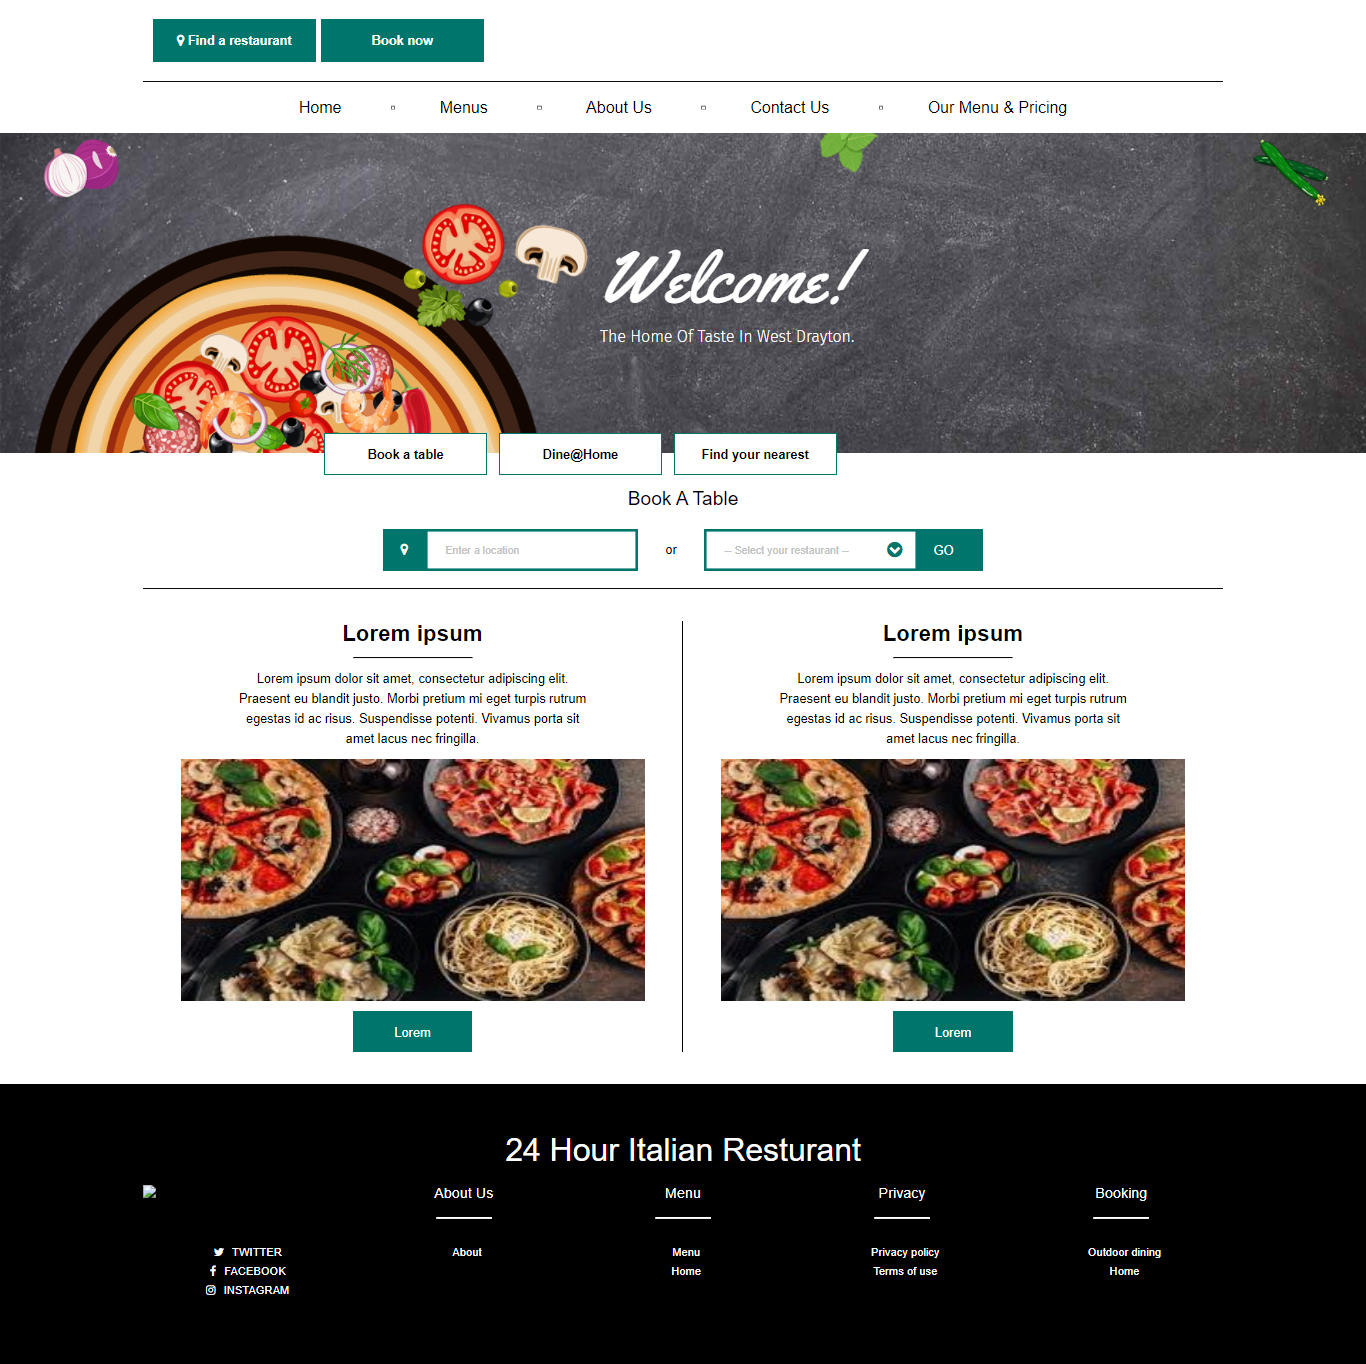 Find a restaurant
Book now
Home
Menus
About Us
Contact Us
Our Menu & Pricing
Welcome!
The Home Of Taste In West Drayton.
Book a table
Dine@Home
Find your nearest
Book A Table
Enter a location
or
-- Select your restaurant --
GO
Lorem ipsum
Lorem ipsum dolor sit amet, consectetur adipiscing elit.
Praesent eu blandit justo. Morbi pretium mi eget turpis rutrum
egestas id ac risus. Suspendisse potenti. Vivamus porta sit
amet lacus nec fringilla.
Lorem
Lorem ipsum
Lorem ipsum dolor sit amet, consectetur adipiscing elit.
Praesent eu blandit justo. Morbi pretium mi eget turpis rutrum
egestas id ac risus. Suspendisse potenti. Vivamus porta sit
amet lacus nec fringilla.
Lorem
24 Hour Italian Resturant
TWITTER
FACEBOOK
INSTAGRAM
About Us
About
Menu
Menu
Home
Privacy
Privacy policy
Terms of use
Booking
Outdoor dining
Home